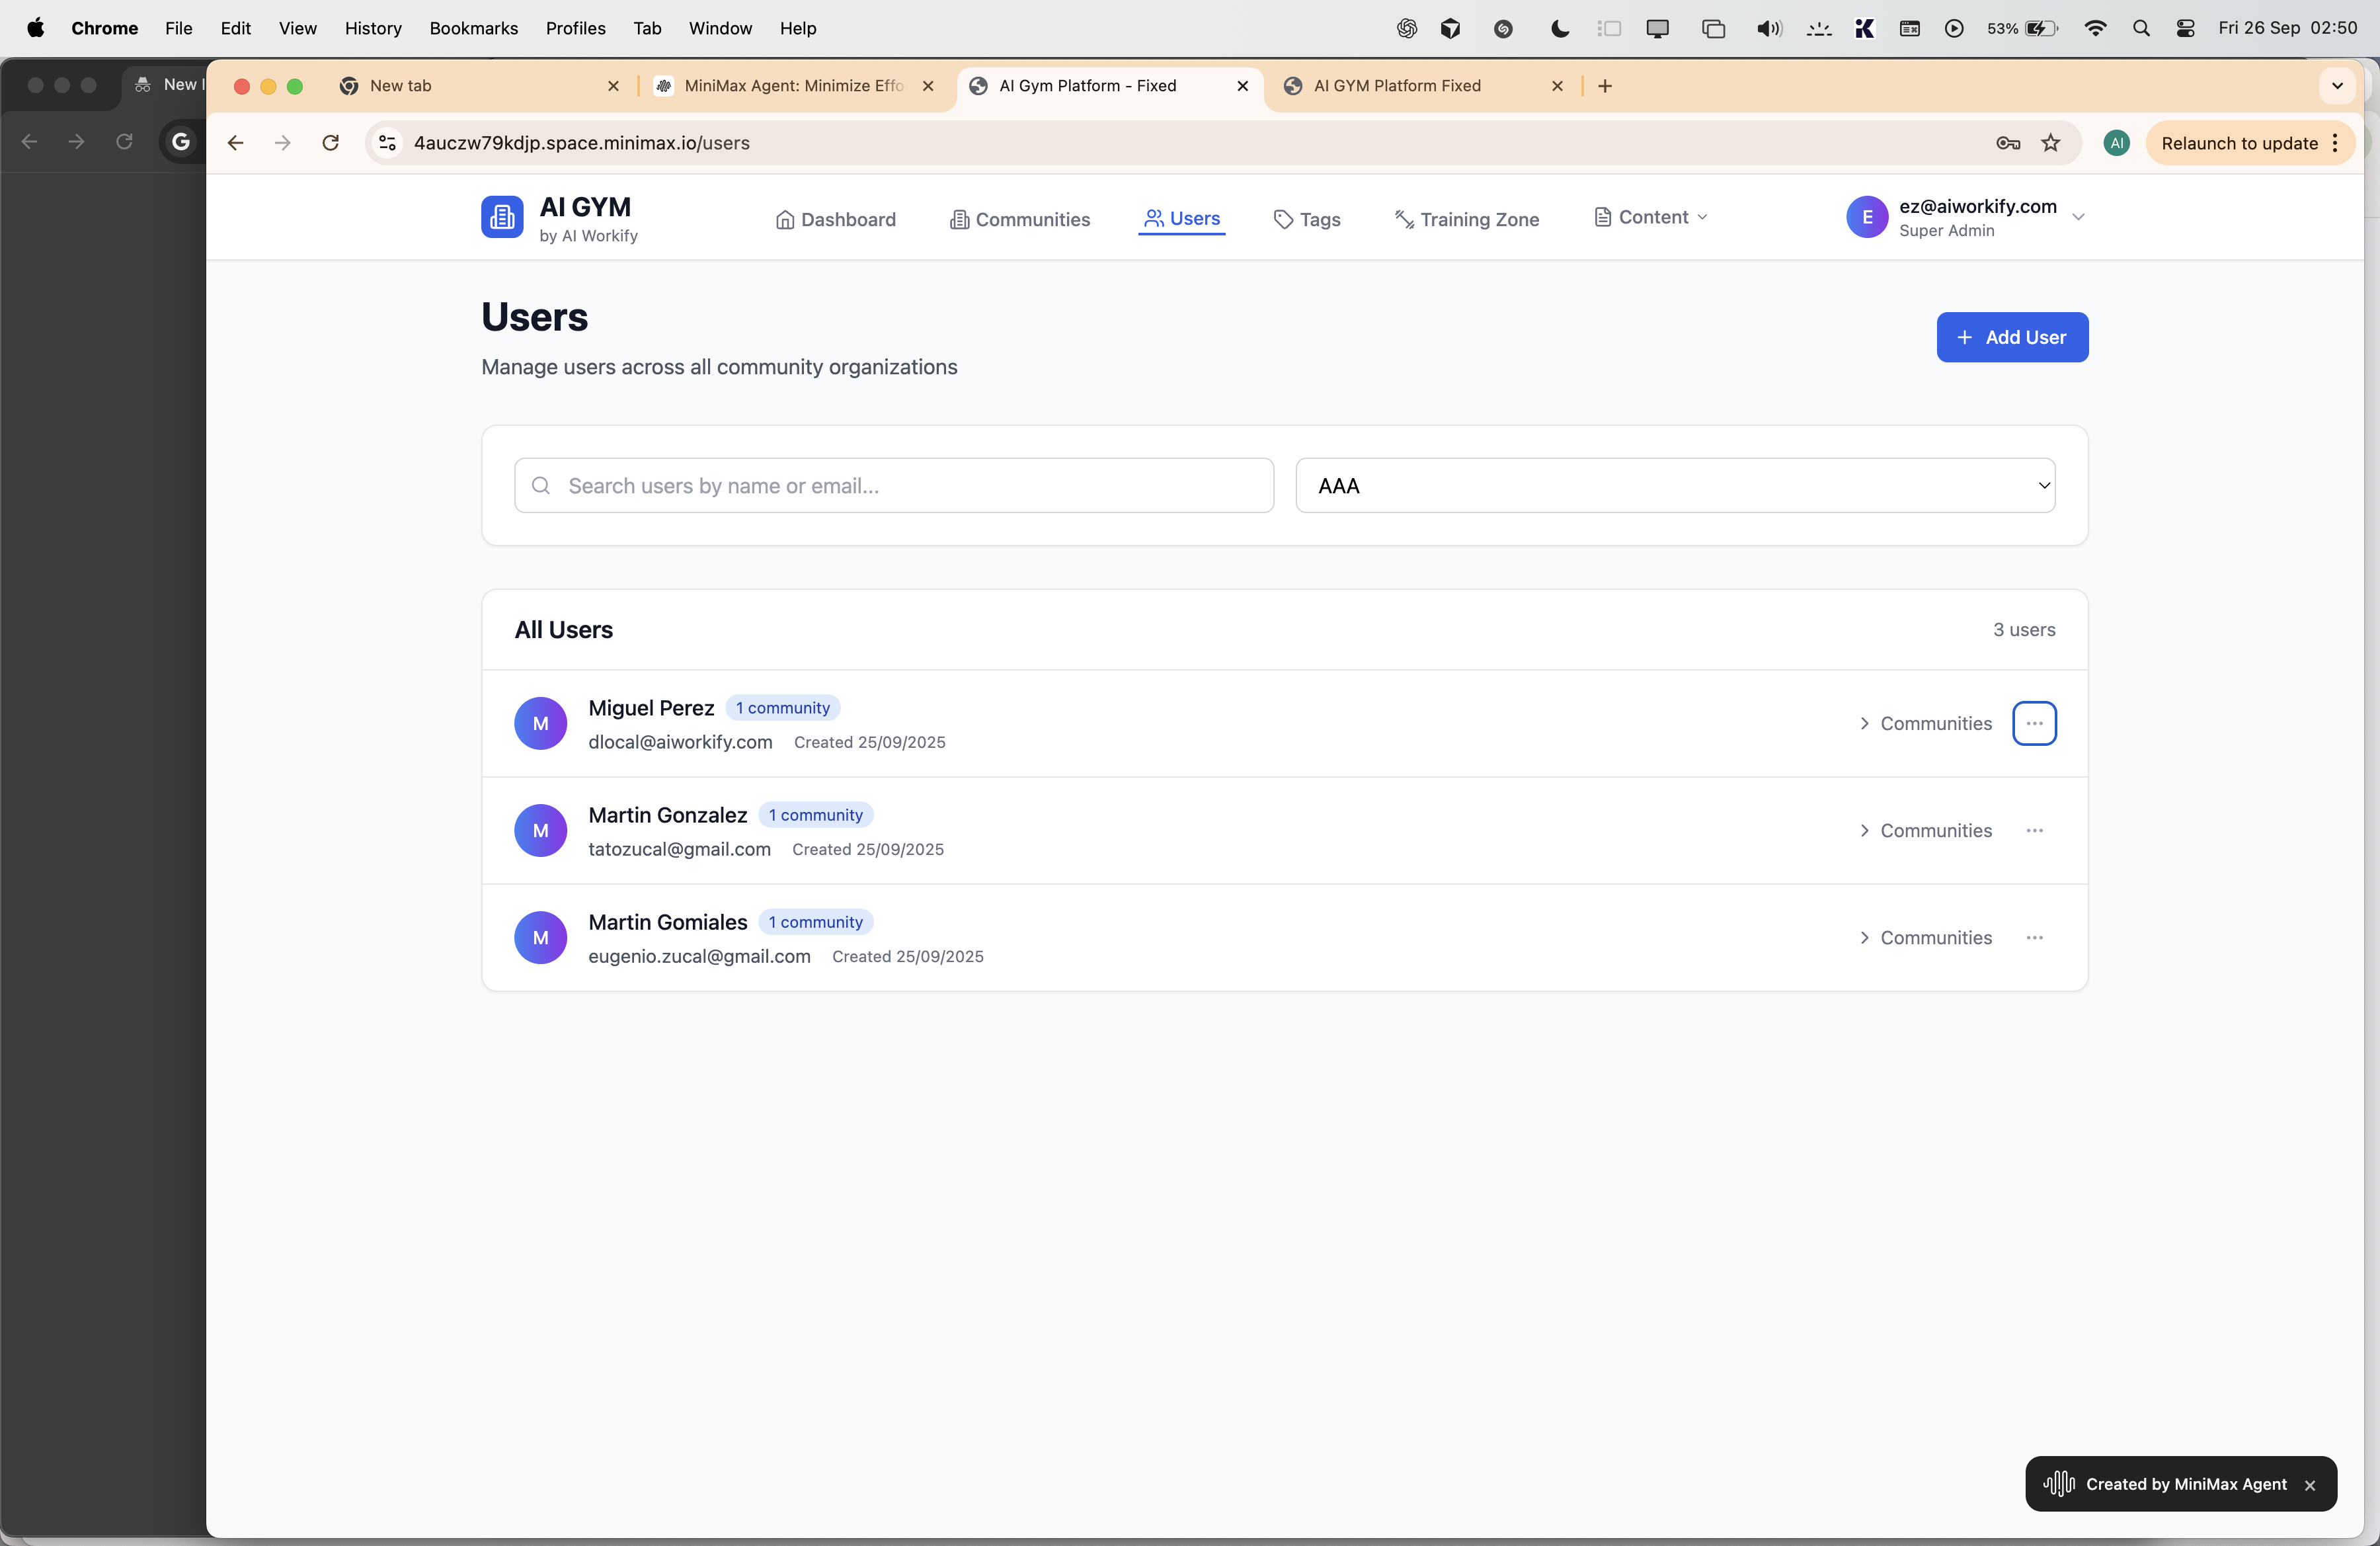 Chrome File Edit View History Bookmarks Profiles Tab Window Help 53% Fri 26 Sep 02:50
New tab MiniMax Agent: Minimize Effo AI Gym Platform - Fixed AI GYM Platform Fixed
4auczw79kdjp.space.minimax.io/users AI Relaunch to update
AI GYM
by AI Workify
Dashboard Communities Users Tags Training Zone Content
E ez@aiworkify.com
Super Admin
Users
Manage users across all community organizations
+ Add User
Search users by name or email... AAA
All Users 3 users
M Miguel Perez 1 community
dlocal@aiworkify.com Created 25/09/2025
Communities ...
M Martin Gonzalez 1 community
tatozucal@gmail.com Created 25/09/2025
Communities ...
M Martin Gomiales 1 community
eugenio.zucal@gmail.com Created 25/09/2025
Communities ...
Created by MiniMax Agent